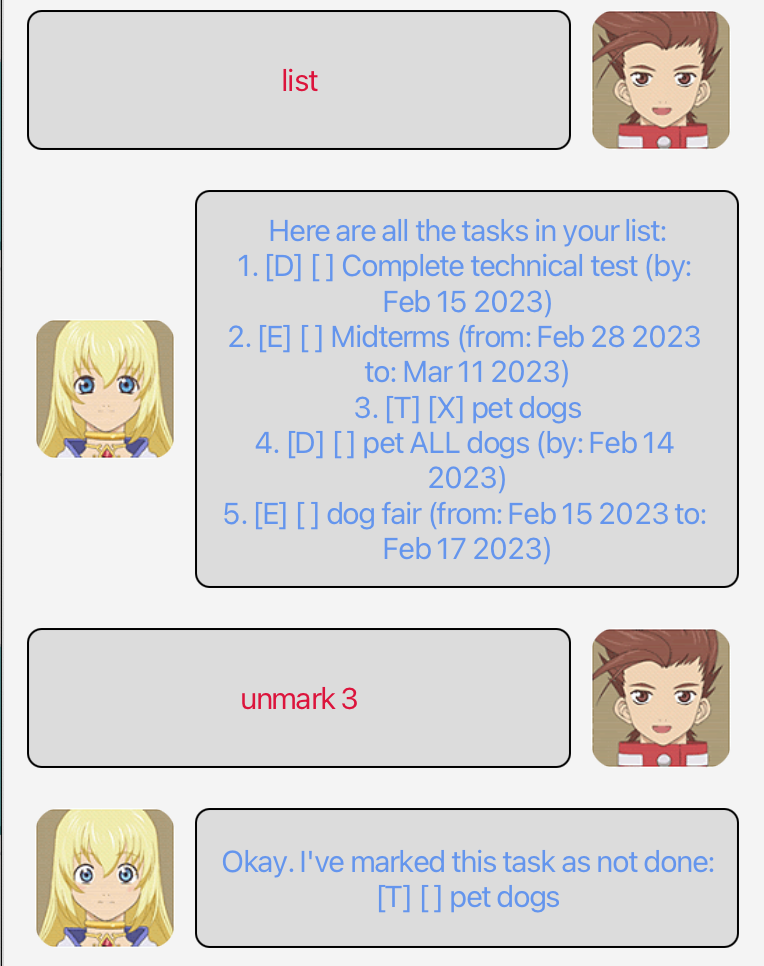 list
Here are all the tasks in your list:
1. [D] [ ] Complete technical test (by:
Feb 15 2023)
2. [E] [ ] Midterms (from: Feb 28 2023
to: Mar 11 2023)
3. [T] [X] pet dogs
4. [D] [ ] pet ALL dogs (by: Feb 14
2023)
5. [E] [ ] dog fair (from: Feb 15 2023 to:
Feb 17 2023)
unmark 3
Okay. I've marked this task as not done:
[T] [ ] pet dogs